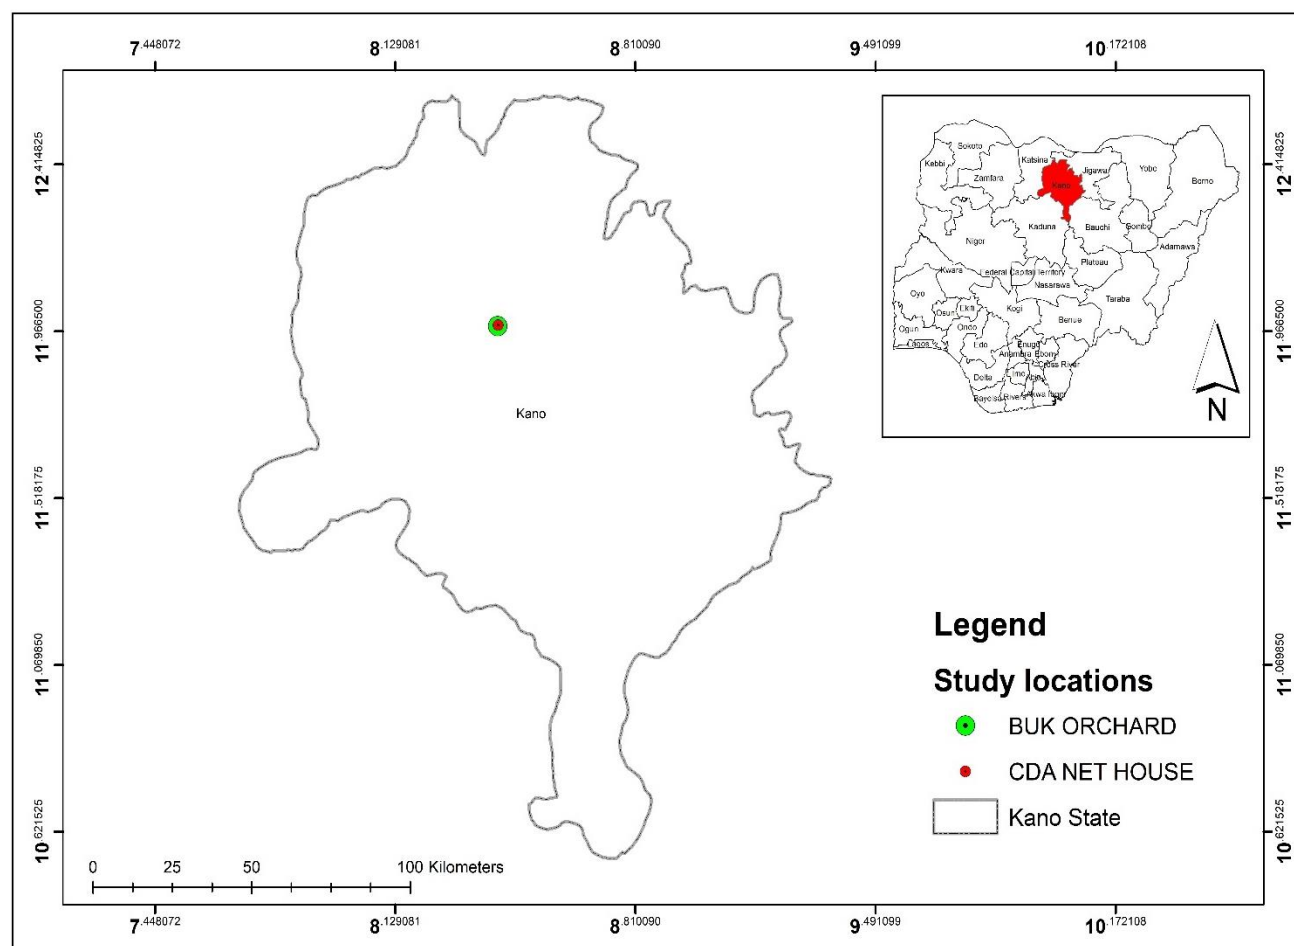 7.448072 8.129081 8.810090 9.491099 10.172108
12.414825
11.966500
11.518175
11.069850
10.621525
Kano
Sokoto
Kebbi
Zamfara
Katsina
Kano
Jigawa
Yobe
Borno
Kaduna
Bauchi
Gombe
Adamawa
Niger
Plateau
Kwara
Federal Capital Territory
Nasarawa
Oyo
Taraba
Osun
Ekiti
Kogi
Benue
Ogun
Ondo
Lagos
Edo
Enugu
Anambra
Cross River
Delta
Imo
Bayelsa
Rivers
N
12.414825
11.966500
11.518175
11.069850
10.621525
Legend
Study locations
BUK ORCHARD
CDA NET HOUSE
Kano State
0 25 50 100 Kilometers
7.448072 8.129081 8.810090 9.491099 10.172108